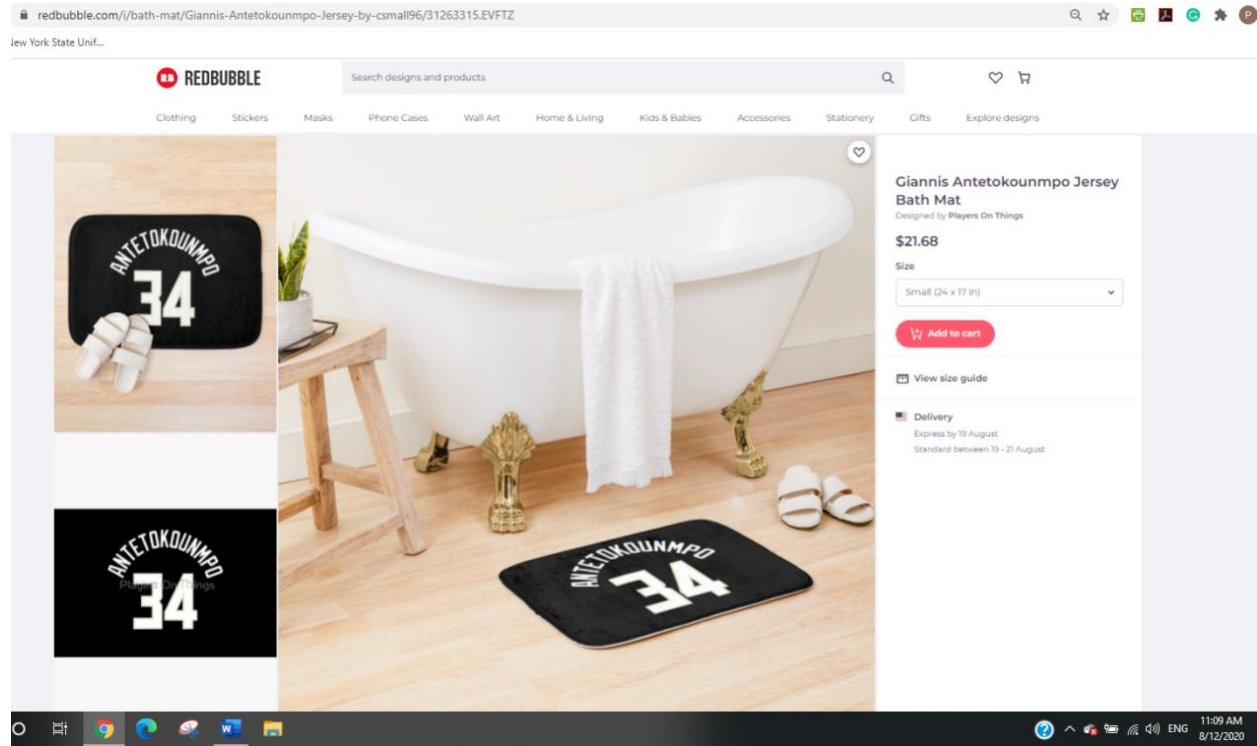 redbubble.com/i/bath-mat/Giannis-Antetokounmpo-Jersey-by-csmall96/31263315.EVFTZ
New York State Unif...
RB REDBUBBLE
Search designs and products
Clothing Stickers Masks Phone Cases Wall Art Home & Living Kids & Babies Accessories Stationery Gifts Explore designs
ANTETOKOUNMPO
34
ANTETOKOUNMPO
Players On Things
34
ANTETOKOUNMPO
34
Giannis Antetokounmpo Jersey
Bath Mat
Designed by Players On Things
$21.68
Size
Small (24 x 17 in)
Add to cart
View size guide
Delivery
Express by 19 August
Standard between 19 - 21 August
ENG
11:09 AM
8/12/2020